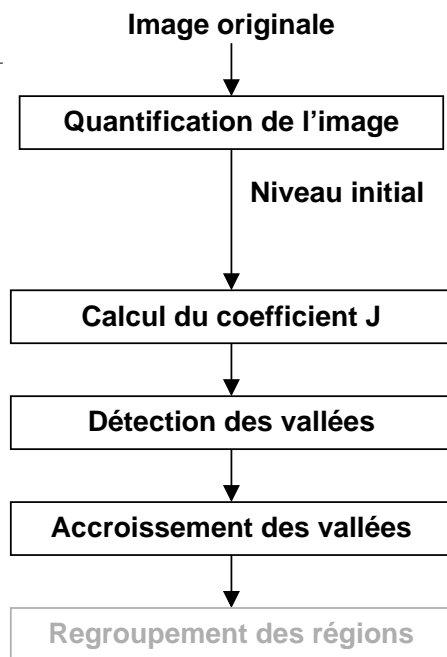 Image originale
Quantification de l’image
Niveau initial
Calcul du coefficient J
Détection des vallées
Accroissement des vallées
Regroupement des régions